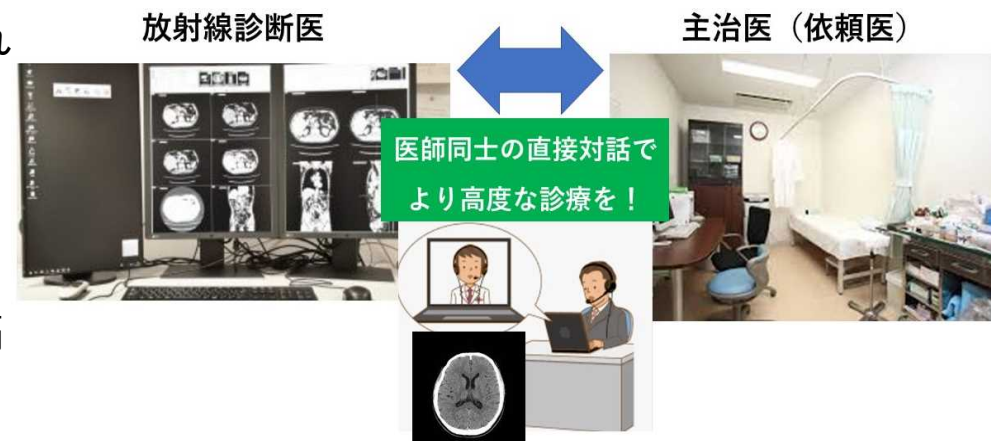 放射線診断医
主治医（依頼医）
れ
医師同士の直接対話で
より高度な診療を！